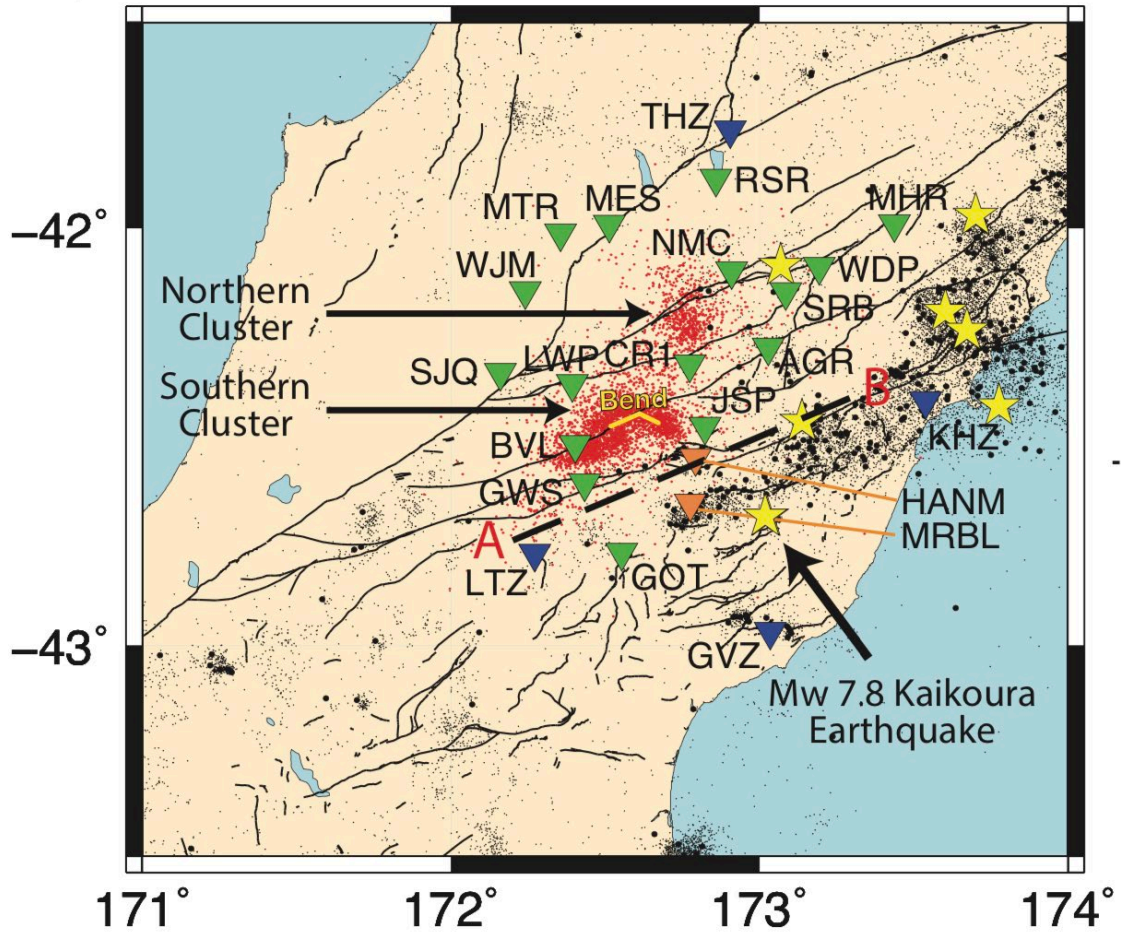 THZ
RSR
MES
MTR
MHR
−42°
NMC
WJM
WDP
Northern
Cluster
SRB
LWP
CR1
AGR
SJQ
Southern
Cluster
Bend
JSP
B
BVL
KHZ
GWS
HANM
MRBL
A
LTZ
GOT
−43°
GVZ
Mw 7.8 Kaikoura
Earthquake
171°
172°
173°
174°